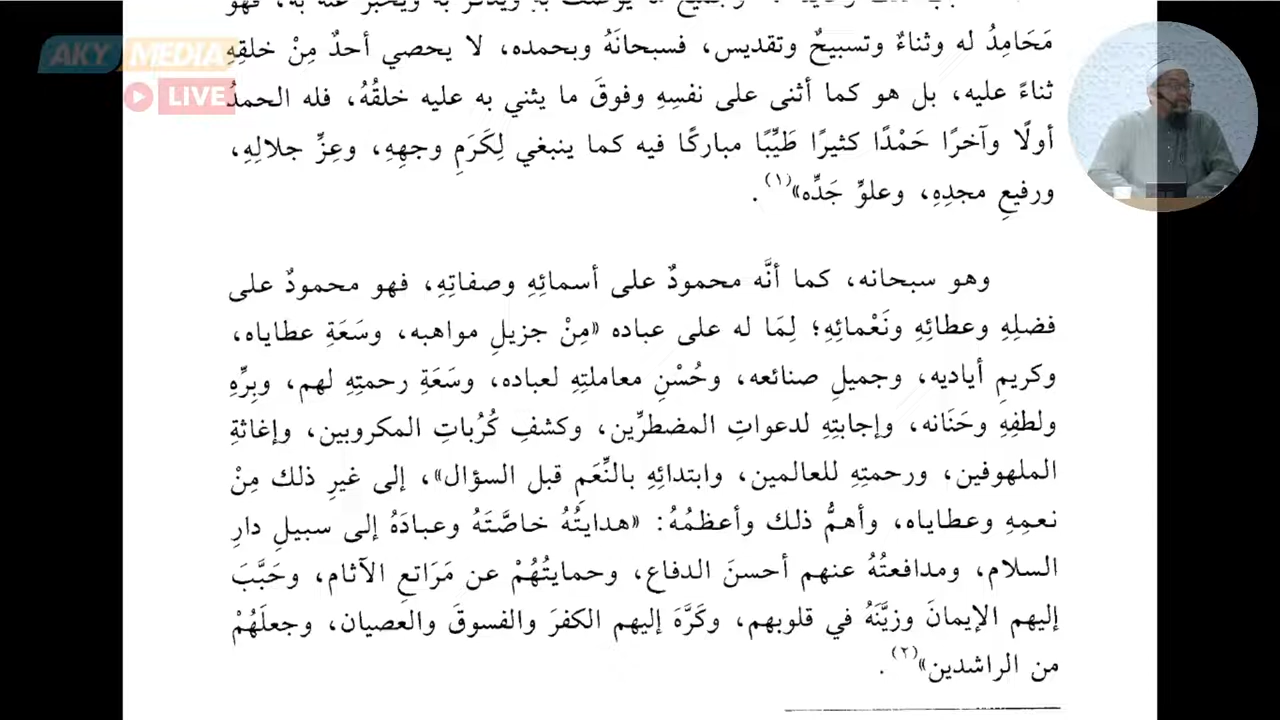 AKY MEDIA
LIVE
مَحَامِدُ له وثناءٌ وتسبيحٌ وتقديس، فسبحانَهُ وبحمده، لا يحصي أحدٌ مِنْ خلقِهِ
ثناءً عليه، بل هو كما أثنى على نفسِهِ وفوقَ ما يثني به عليه خلقُهُ، فله الحمدُ
أولًا وآخرًا حَمْدًا كثيرًا طَيِّبًا مباركًا فيه كما ينبغي لِكَرَمِ وجهِهِ، وعِزِّ جلالِهِ،
ورفيعِ مجدِهِ، وعلوِّ جَدِّه»(١).
وهو سبحانه، كما أنَّه محمودٌ على أسمائِهِ وصفاتِهِ، فهو محمودٌ على
فضلِهِ وعطائِهِ ونَعْمائِهِ؛ لِمَا له على عباده «مِنْ جزيلِ مواهبه، وسَعَةِ عطاياه،
وكريمِ أياديه، وجميلِ صنائعه، وحُسْنِ معاملتِهِ لعباده، وسَعَةِ رحمتِهِ لهم، وبِرِّهِ
ولطفِهِ وحَنَانه، وإجابتِهِ لدعواتِ المضطرِّين، وكشفِ كُرُباتِ المكروبين، وإغاثةِ
الملهوفين، ورحمتِهِ للعالمين، وابتدائِهِ بالنِّعَمِ قبل السؤال»، إلى غيرِ ذلك مِنْ
نعمِهِ وعطاياه، وأهمُّ ذلك وأعظمُهُ: «هدايتُهُ خاصَّتَهُ وعبادَهُ إلى سبيلِ دارِ
السلام، ومدافعتُهُ عنهم أحسنَ الدفاع، وحمايتُهُمْ عن مَرَاتعِ الآثام، وحَبَّبَ
إليهم الإيمانَ وزيَّنَهُ في قلوبهم، وكَرَّهَ إليهم الكفرَ والفسوقَ والعصيان، وجعلَهُمْ
من الراشدين»(٢).